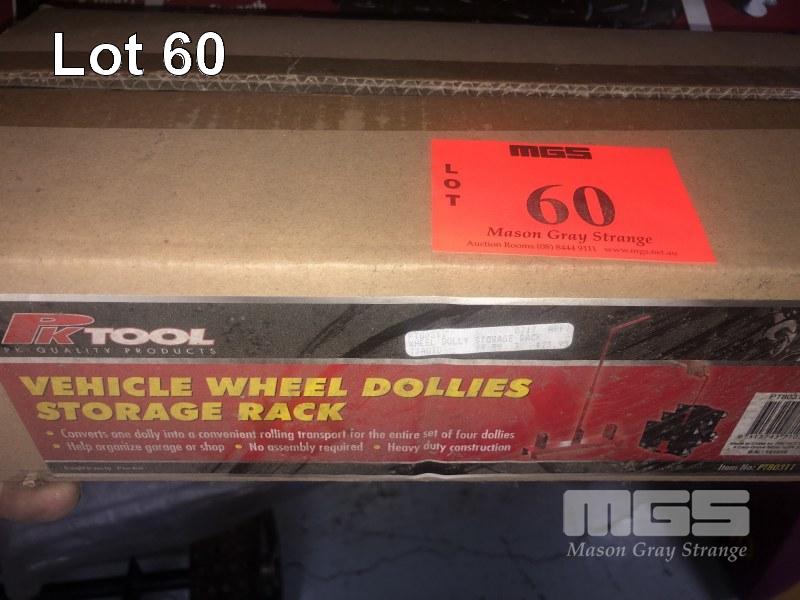 Lot 60
MGS
LOT
60
Mason Gray Strange
Auction Rooms (08) 8444 9111 www.mgs.net.au
PK TOOL
PK QUALITY PRODUCTS
WHEEL DOLLY STORAGE RACK
VEHICLE WHEEL DOLLIES
STORAGE RACK
• Converts one dolly into a convenient rolling transport for the entire set of four dollies
• Help organize garage or shop • No assembly required • Heavy duty construction
Item No: PT80311
MGS
Mason Gray Strange